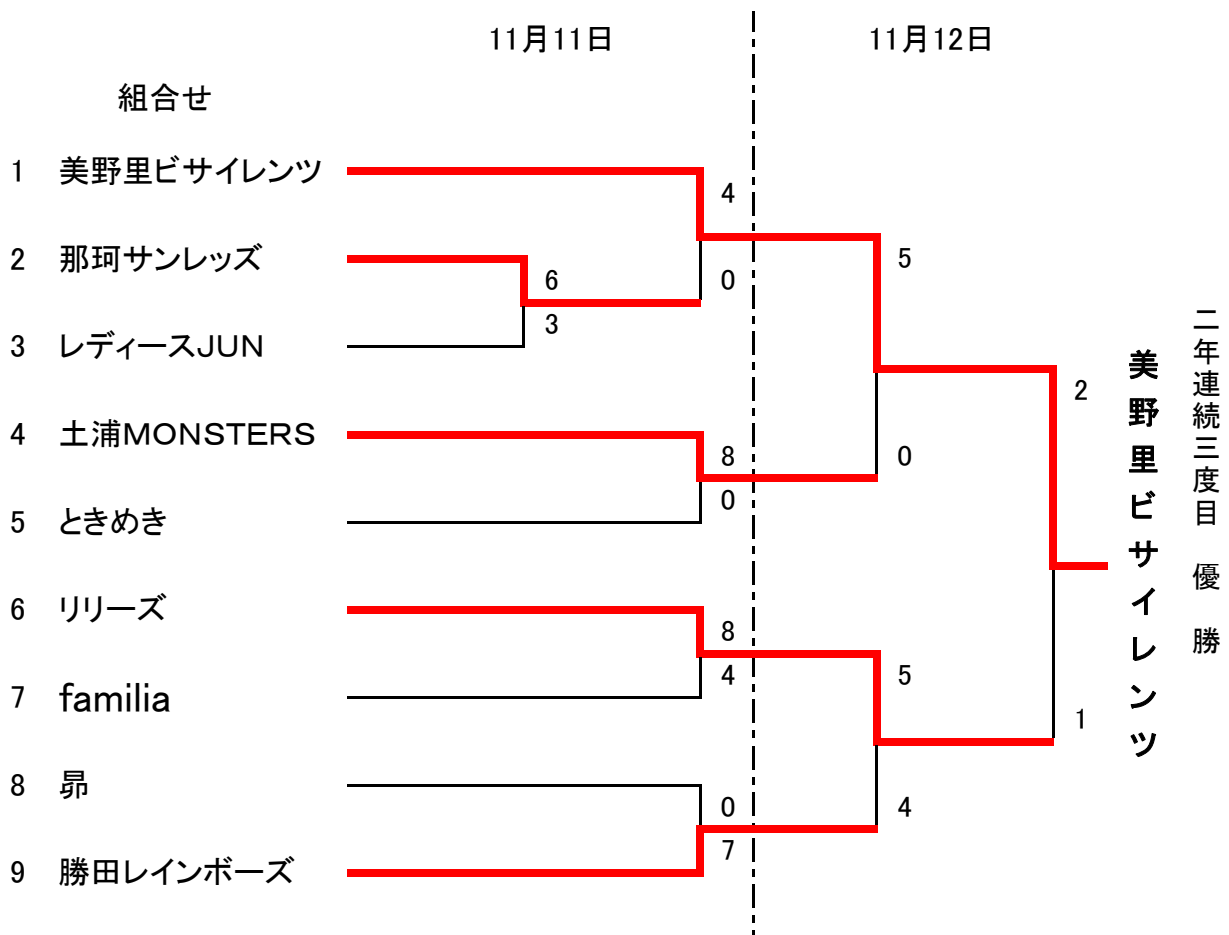 11月11日
11月12日
組合せ
1 美野里ビサイレンツ
2 那珂サンレッズ
3 レディースJUN
4 土浦MONSTERS
5 ときめき
6 リリーズ
7 familia
8 昴
9 勝田レインボーズ
6
3
4
0
8
0
8
4
0
7
5
0
5
4
2
1
美野里ビサイレンツ
二年連続三度目 優 勝